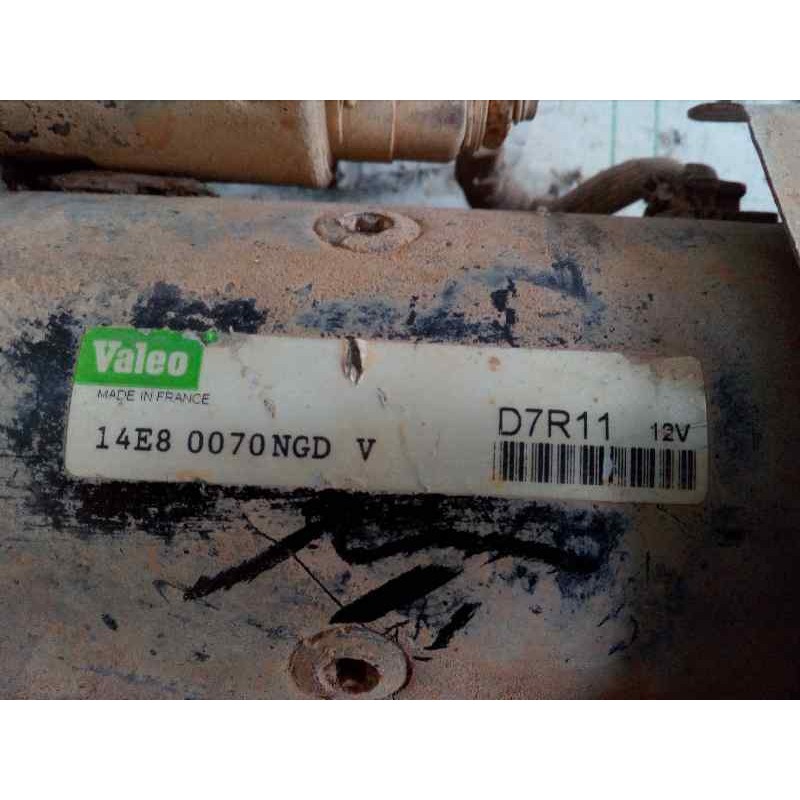 Valeo
MADE IN FRANCE
14E8 0070NGD V
D7R11 12V